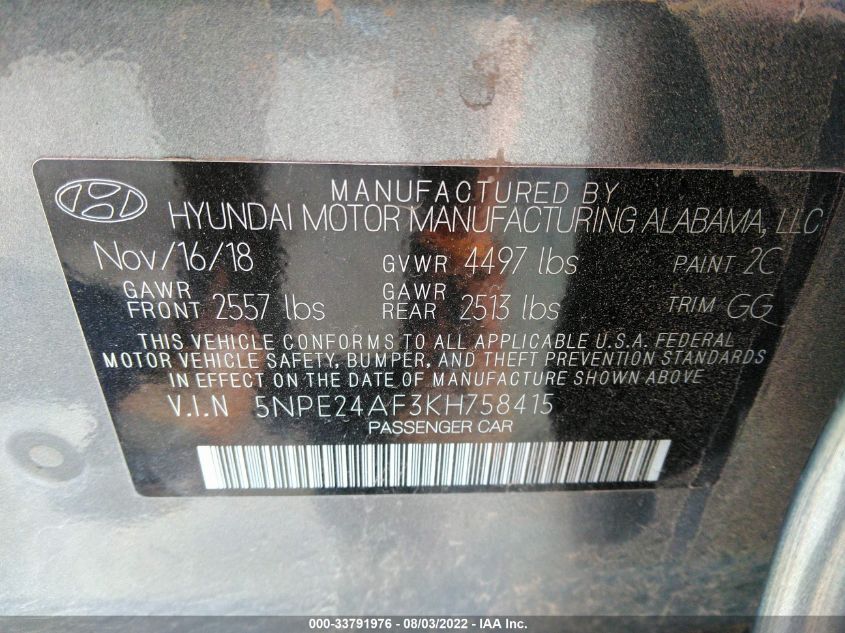 MANUFACTURED BY
HYUNDAI MOTOR MANUFACTURING ALABAMA, LLC
Nov/16/18 GVWR 4497 lbs PAINT 2C
GAWR FRONT 2557 lbs GAWR REAR 2513 lbs TRIM GG
THIS VEHICLE CONFORMS TO ALL APPLICABLE U.S.A. FEDERAL
MOTOR VEHICLE SAFETY, BUMPER, AND THEFT PREVENTION STANDARDS
IN EFFECT ON THE DATE OF MANUFACTURE SHOWN ABOVE
V.I.N 5NPE24AF3KH758415
PASSENGER CAR
000-33791976 - 08/03/2022 - IAA Inc.